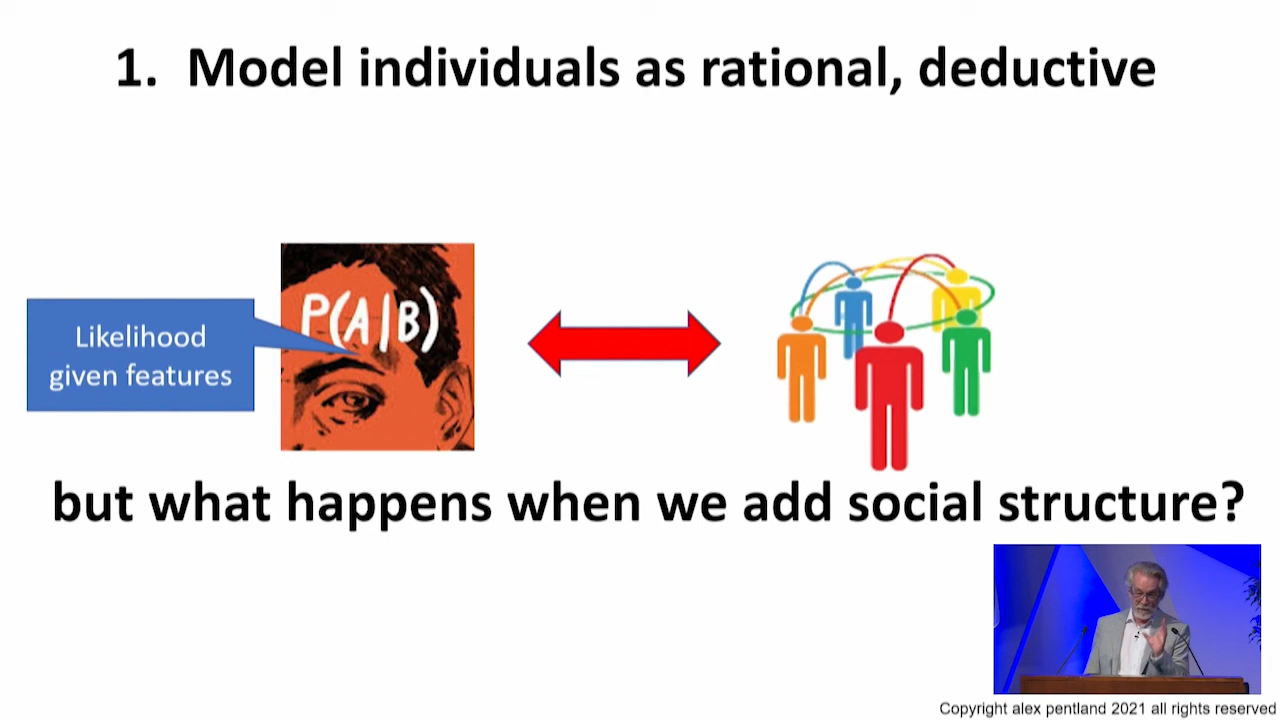 1. Model individuals as rational, deductive
Likelihood
given features
P(A|B)
but what happens when we add social structure?
Copyright alex pentland 2021 all rights reserved